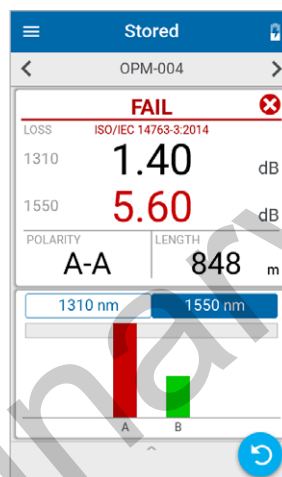 Stored
OPM-004
FAIL
LOSS ISO/IEC 14763-3:2014
1310 1.40 dB
1550 5.60 dB
POLARITY LENGTH
A-A 848 m
1310 nm 1550 nm
A B